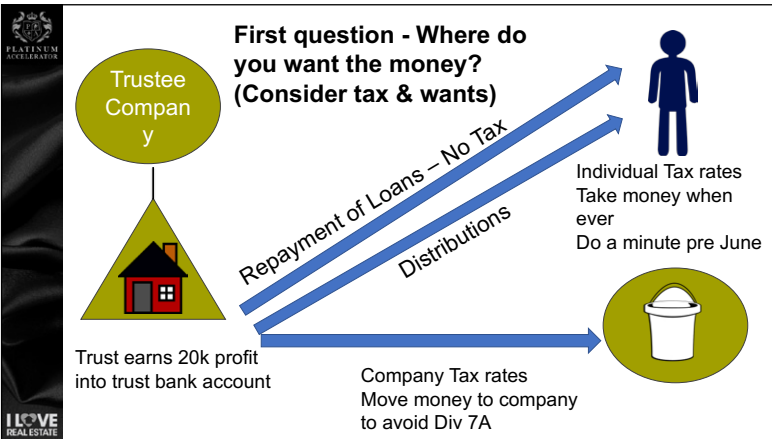 PLATINUM
ACCELERATOR
First question - Where do
you want the money?
(Consider tax & wants)
Trustee
Compan
y
Repayment of Loans – No Tax
Distributions
Individual Tax rates
Take money when
ever
Do a minute pre June
Trust earns 20k profit
into trust bank account
Company Tax rates
Move money to company
to avoid Div 7A
I LOVE
REAL ESTATE